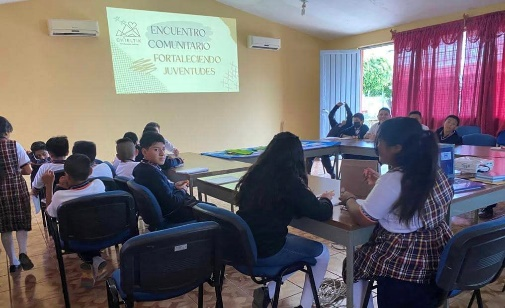 ENCUENTRO
COMUNITARIO
FORTALECIENDO
JUVENTUDES